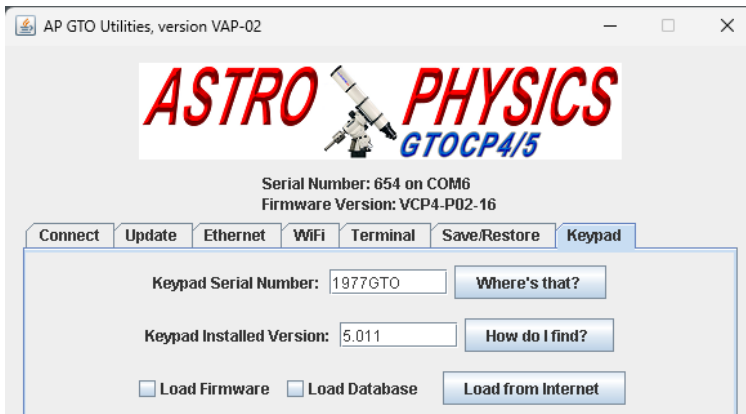 AP GTO Utilities, version VAP-02
ASTRO PHYSICS
GTOCP4/5
Serial Number: 654 on COM6
Firmware Version: VCP4-P02-16
Connect Update Ethernet WiFi Terminal Save/Restore Keypad
Keypad Serial Number: 1977GTO Where's that?
Keypad Installed Version: 5.011 How do I find?
Load Firmware Load Database Load from Internet